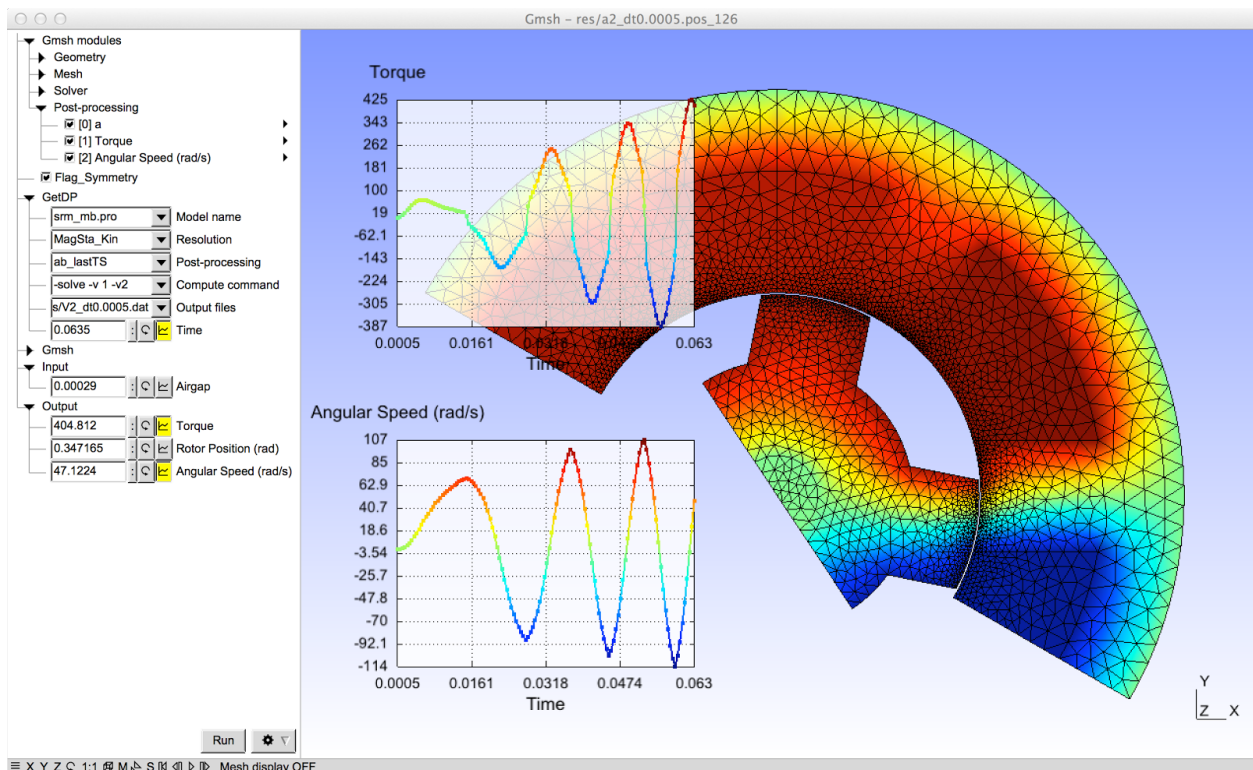 Gmsh - res/a2_dt0.0005.pos_126
Gmsh modules
Geometry
Mesh
Solver
Post-processing
[0] a
[1] Torque
[2] Angular Speed (rad/s)
Flag_Symmetry
GetDP
srm_mb.pro Model name
MagSta_Kin Resolution
ab_lastTS Post-processing
-solve -v 1 -v2 Compute command
s/V2_dt0.0005.dat Output files
0.0635 Time
Gmsh
Input
0.00029 Airgap
Output
404.812 Torque
0.347165 Rotor Position (rad)
47.1224 Angular Speed (rad/s)
Run
Torque
425
343
262
181
100
19
-62.1
-143
-224
-305
-387
0.0005 0.0161 0.0318 0.0474 0.063
Time
Angular Speed (rad/s)
107
85
62.9
40.7
18.6
-3.54
-25.7
-47.8
-70
-92.1
-114
0.0005 0.0161 0.0318 0.0474 0.063
Time
Y
Z X
X Y Z 1:1 M S Mesh display OFF